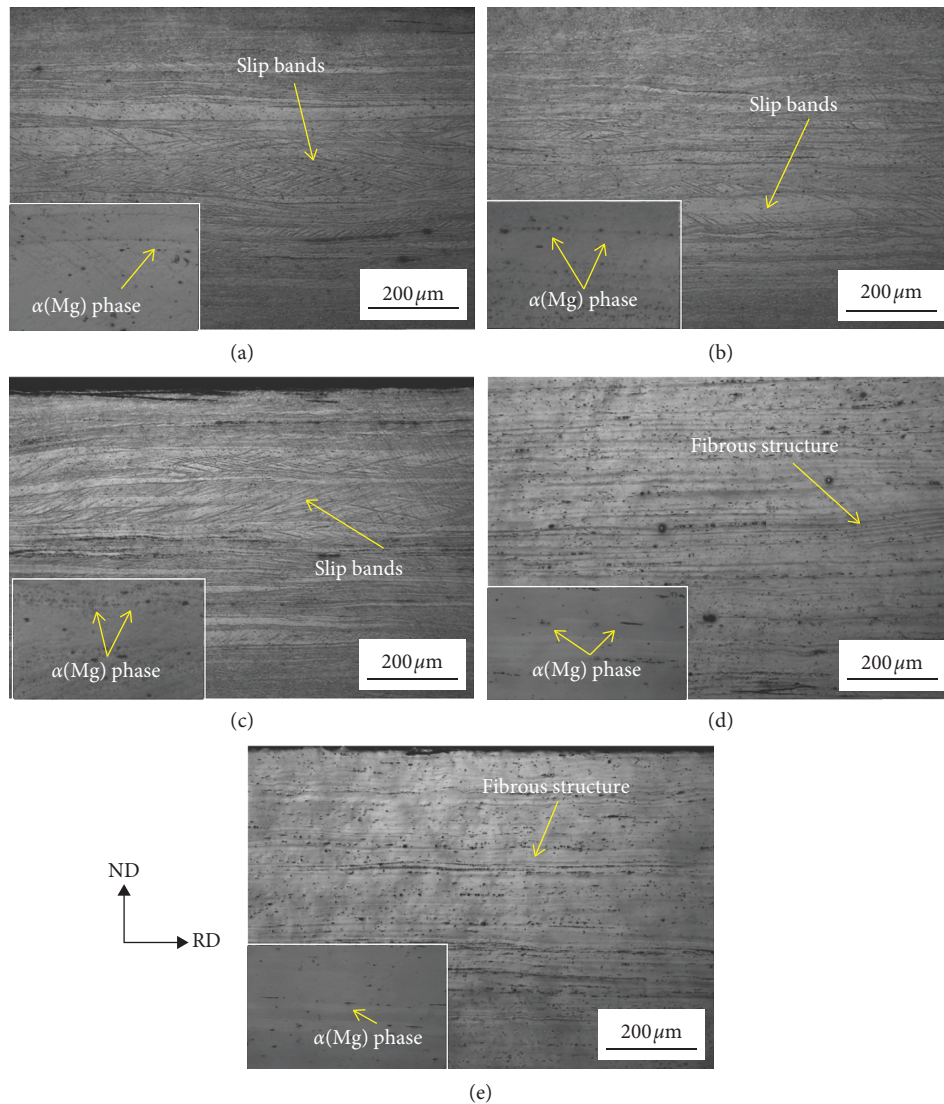 Slip bands
α(Mg) phase
200 μm
(a)
Slip bands
α(Mg) phase
200 μm
(b)
Slip bands
α(Mg) phase
200 μm
(c)
Fibrous structure
α(Mg) phase
200 μm
(d)
Fibrous structure
ND
RD
α(Mg) phase
200 μm
(e)